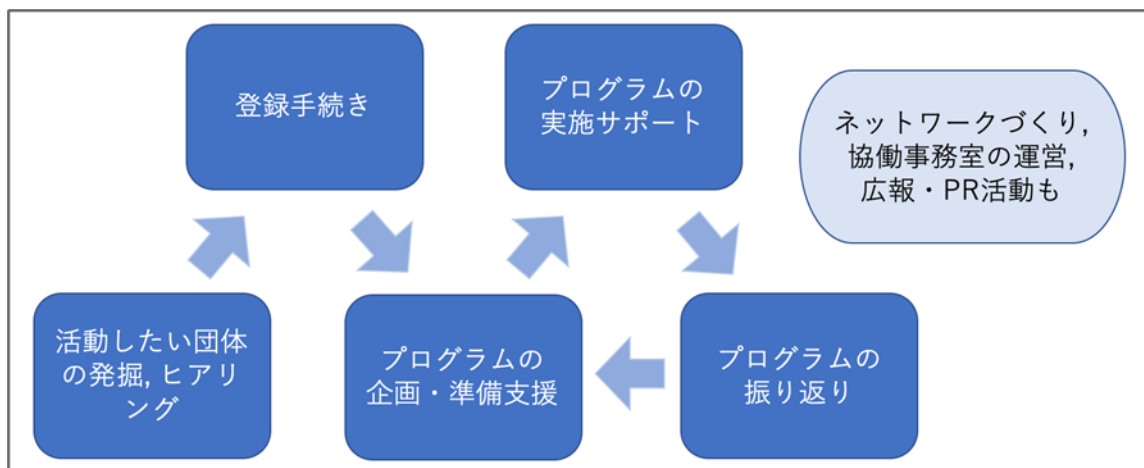 登録手続き
プログラムの
実施サポート
ネットワークづくり,
協働事務室の運営,
広報・PR活動も
活動したい団体
の発掘, ヒアリ
ング
プログラムの
企画・準備支援
プログラムの
振り返り